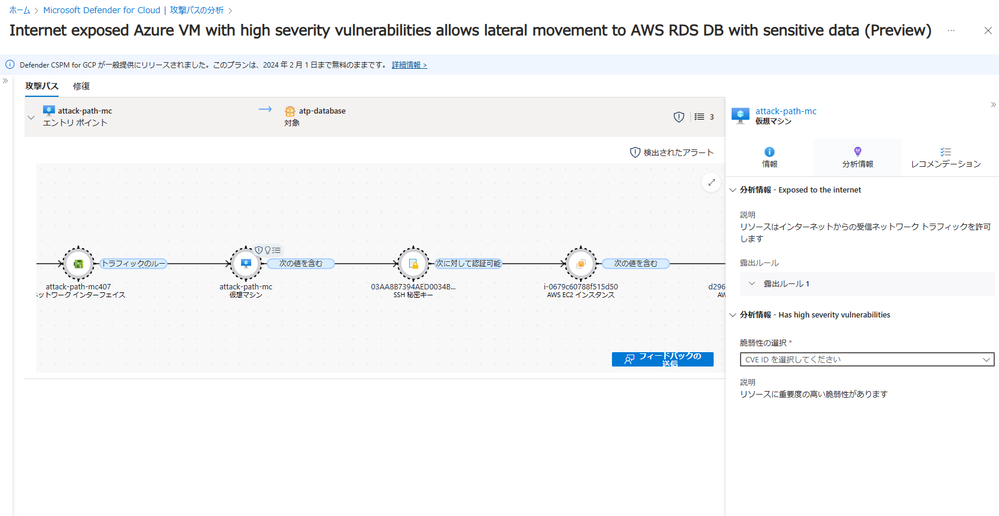 ホーム > Microsoft Defender for Cloud | 攻撃パスの分析 >
Internet exposed Azure VM with high severity vulnerabilities allows lateral movement to AWS RDS DB with sensitive data (Preview) ...
Defender CSPM for GCP が一般提供にリリースされました。このプランは、2024 年 2 月 1 日まで無料のままです。 詳細情報 >
攻撃パス 修復
attack-path-mc
エントリ ポイント
atp-database
対象
3
検出されたアラート
トラフィックのルー
次の値を含む
次に対して認証可能
次の値を含む
attack-path-mc407
ネットワーク インターフェイス
attack-path-mc
仮想マシン
03AA8B7394AED0034B...
SSH 秘密キー
i-0679c60788f515d50
AWS EC2 インスタンス
d296
AW
フィードバックの
送信
attack-path-mc
仮想マシン
情報
分析情報
レコメンデーション
分析情報 - Exposed to the internet
説明
リソースはインターネットからの受信ネットワーク トラフィックを許可
します
露出ルール
露出ルール 1
分析情報 - Has high severity vulnerabilities
脆弱性の選択 *
CVE ID を選択してください
説明
リソースに重要度の高い脆弱性があります